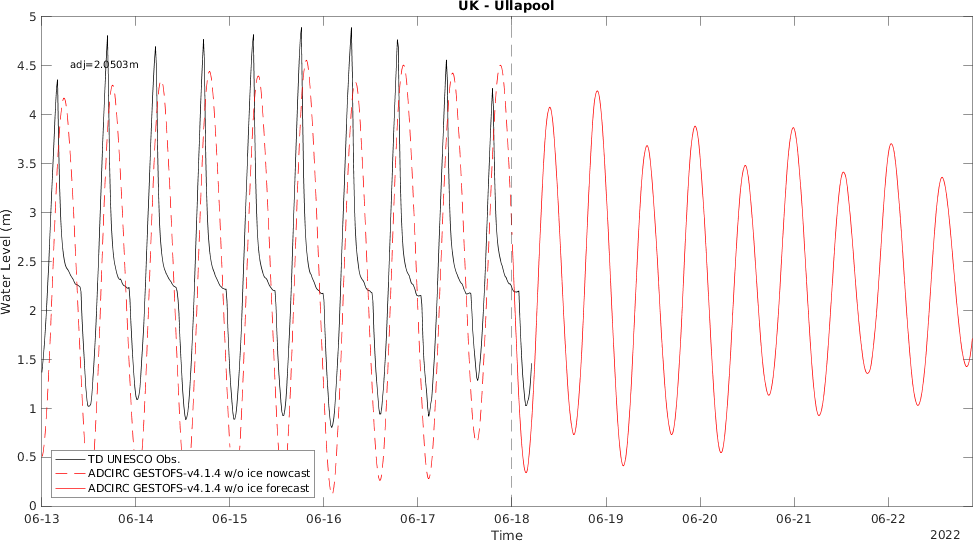 UK - Ullapool
5
4.5
4
3.5
3
2.5
2
1.5
1
0.5
0
Water Level (m)
adj=2.0503m
TD UNESCO Obs.
ADCIRC GESTOFS-v4.1.4 w/o ice nowcast
ADCIRC GESTOFS-v4.1.4 w/o ice forecast
06-13 06-14 06-15 06-16 06-17 06-18 06-19 06-20 06-21 06-22
Time
2022